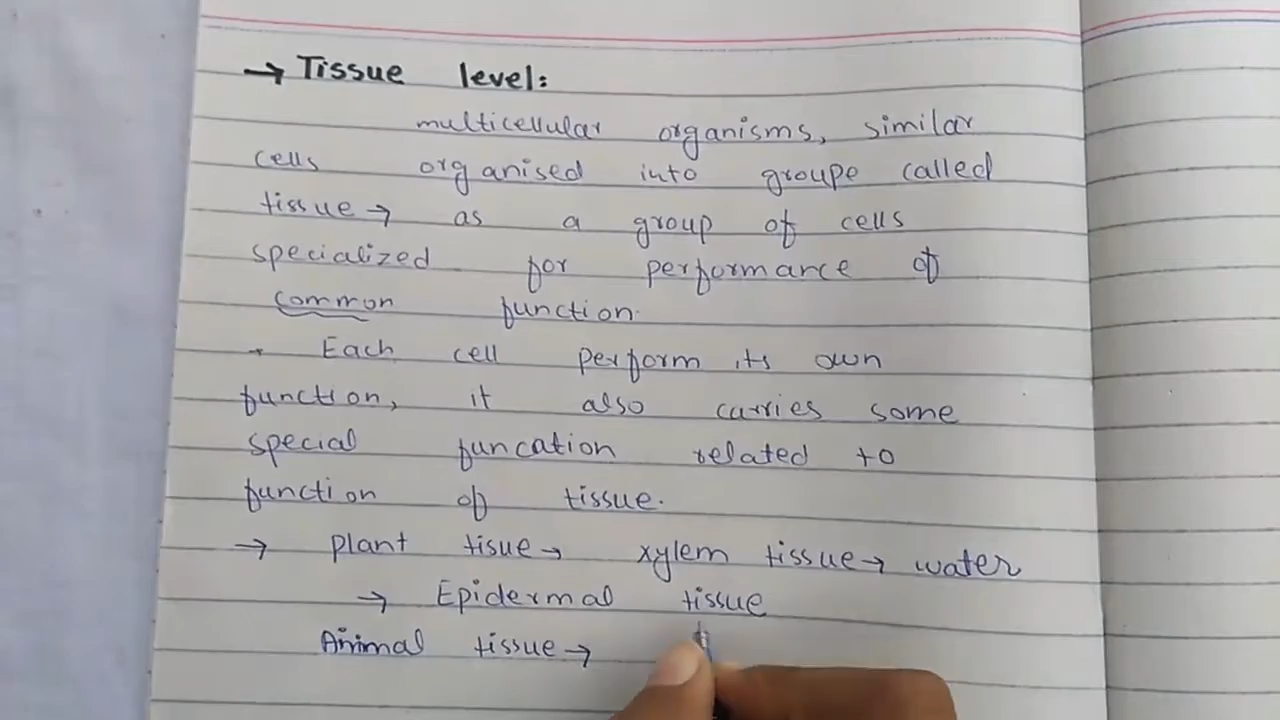 → Tissue level:
multicellular organisms, similar
cells organised into groupe called
tissue → as a group of cells
specialized for performance of
common function.
Each cell perform its own
function, it also carries some
special funcation related to
function of tissue.
→ plant tisue → xylem tissue → water
→ Epidermal tissue
Animal tissue →